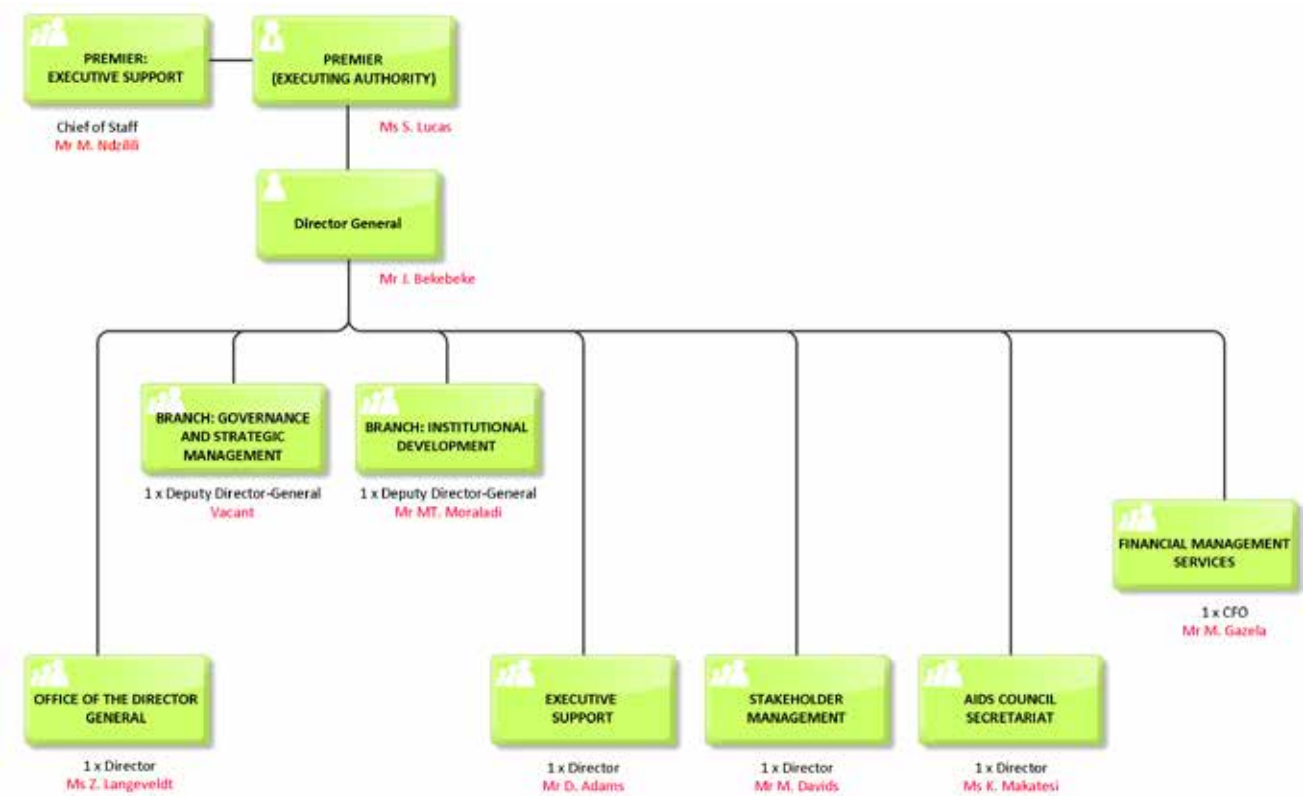 PREMIER:
EXECUTIVE SUPPORT
Chief of Staff
Mr M. Ndzilili
PREMIER
(EXECUTING AUTHORITY)
Ms S. Lucas
Director General
Mr J. Bekebeke
BRANCH: GOVERNANCE
AND STRATEGIC
MANAGEMENT
1 x Deputy Director-General
Vacant
BRANCH: INSTITUTIONAL
DEVELOPMENT
1 x Deputy Director-General
Mr MT. Moraladi
FINANCIAL MANAGEMENT
SERVICES
1 x CFO
Mr M. Gazela
OFFICE OF THE DIRECTOR
GENERAL
1 x Director
Ms Z. Langeveldt
EXECUTIVE
SUPPORT
1 x Director
Mr D. Adams
STAKEHOLDER
MANAGEMENT
1 x Director
Mr M. Davids
AIDS COUNCIL
SECRETARIAT
1 x Director
Ms K. Makatesi